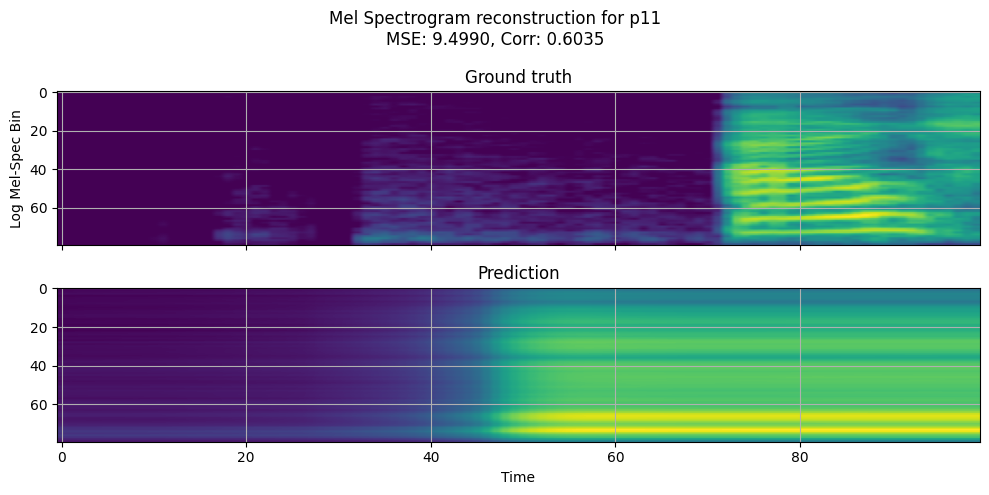 Mel Spectrogram reconstruction for p11
MSE: 9.4990, Corr: 0.6035
Ground truth
0
20
40
60
Log Mel-Spec Bin
Prediction
0
20
40
60
0 20 40 60 80
Time